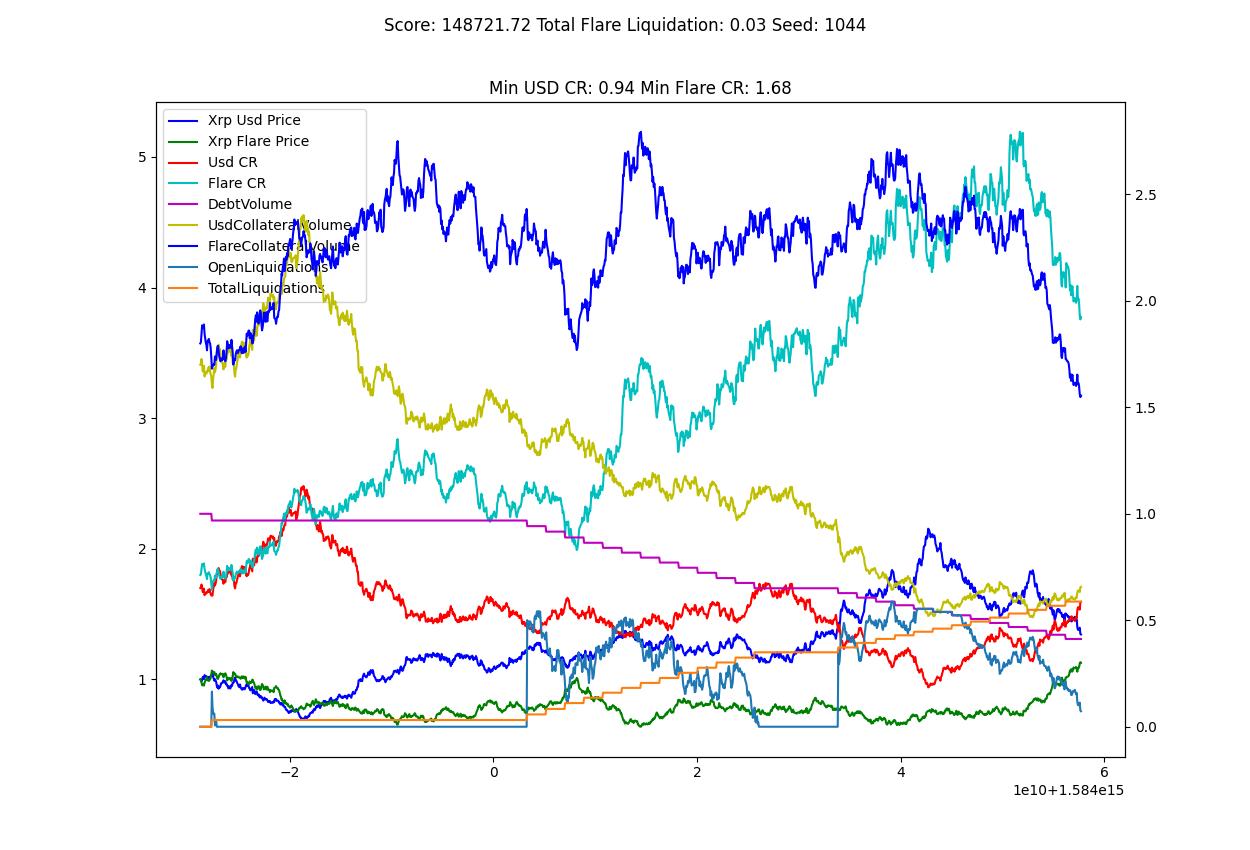 Score: 148721.72 Total Flare Liquidation: 0.03 Seed: 1044
Min USD CR: 0.94 Min Flare CR: 1.68
Xrp Usd Price
Xrp Flare Price
Usd CR
Flare CR
DebtVolume
UsdCollateralVolume
FlareCollateralVolume
OpenLiquidations
TotalLiquidations
5
4
3
2
1
2.5
2.0
1.5
1.0
0.5
0.0
−2 0 2 4 6
1e10+1.584e15